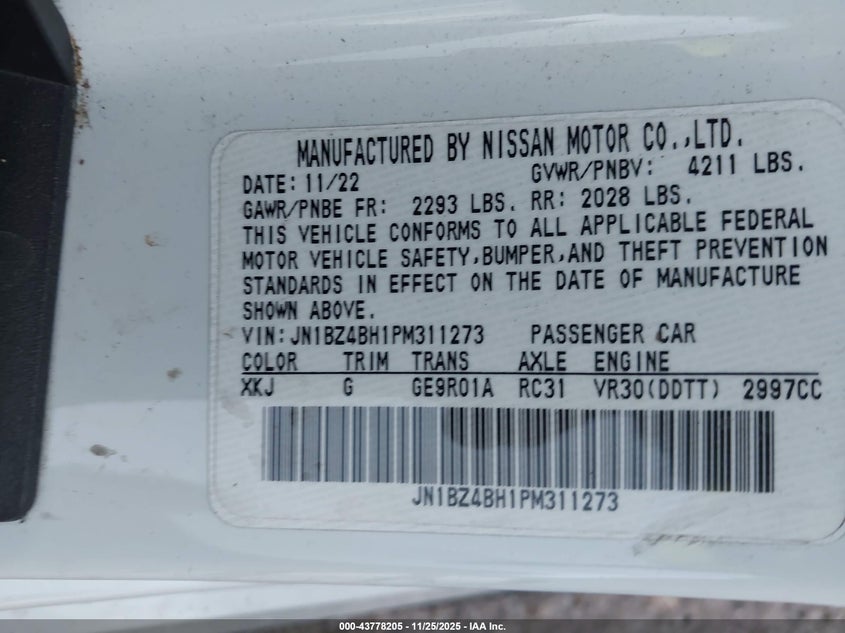 MANUFACTURED BY NISSAN MOTOR CO.,LTD.
DATE: 11/22 GVWR/PNBV: 4211 LBS.
GAWR/PNBE FR: 2293 LBS. RR: 2028 LBS.
THIS VEHICLE CONFORMS TO ALL APPLICABLE FEDERAL
MOTOR VEHICLE SAFETY,BUMPER,AND THEFT PREVENTION
STANDARDS IN EFFECT ON THE DATE OF MANUFACTURE
SHOWN ABOVE.
VIN:JN1BZ4BH1PM311273 PASSENGER CAR
COLOR TRIM TRANS AXLE ENGINE
XKJ G GE9R01A RC31 VR30(DDTT) 2997CC
JN1BZ4BH1PM311273
000-43778205 - 11/25/2025 - IAA Inc.